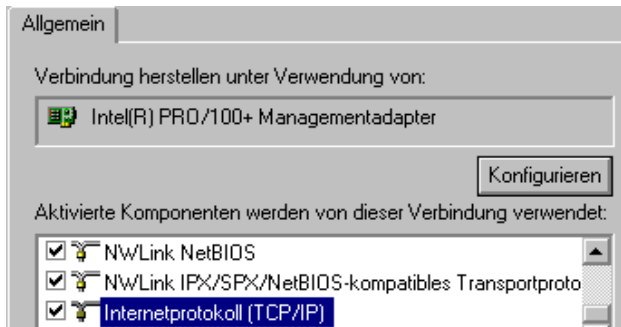 Allgemein
Verbindung herstellen unter Verwendung von:
Intel(R) PRO/100+ Managementadapter
Konfigurieren
Aktivierte Komponenten werden von dieser Verbindung verwendet:
NWLink NetBIOS
NWLink IPX/SPX/NetBIOS-kompatibles Transportproto
Internetprotokoll (TCP/IP)